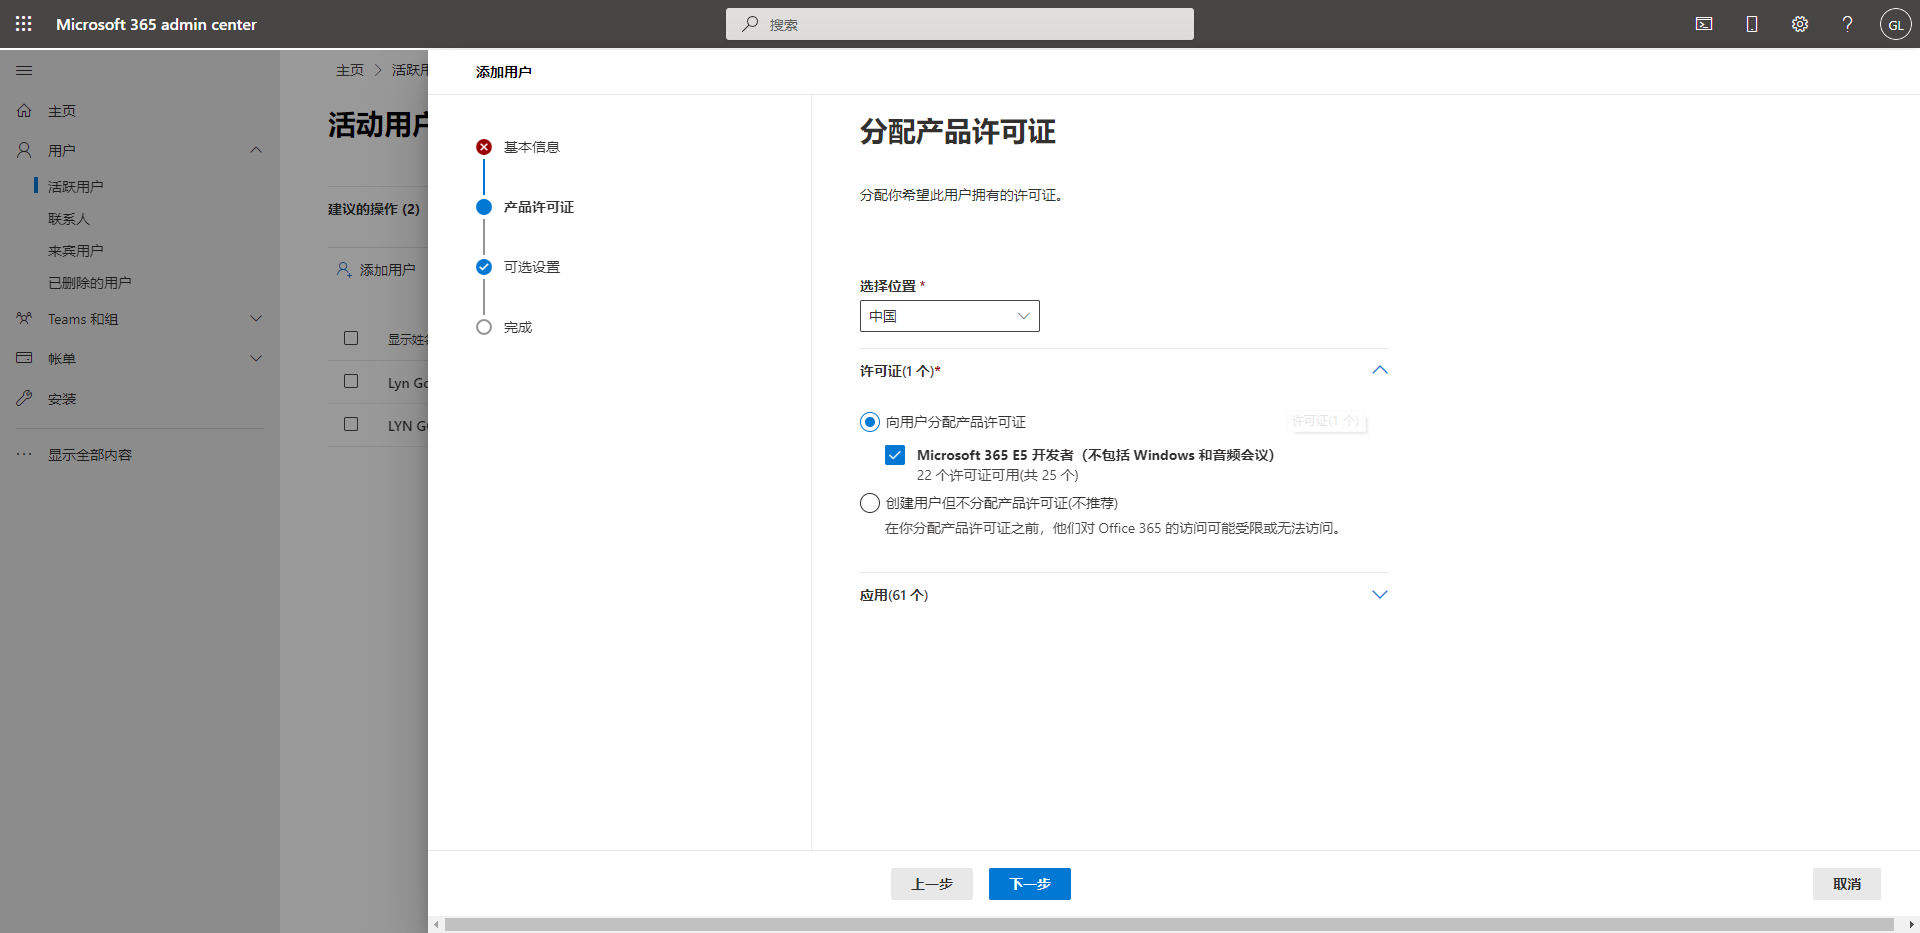 Microsoft 365 admin center
搜索
GL
主页
用户
活跃用户
联系人
来宾用户
已删除的用户
Teams 和组
帐单
安装
显示全部内容
主页 > 活跃用
活动用户
建议的操作 (2)
添加用户
显示姓名
Lyn Go
LYN G
添加用户
基本信息
产品许可证
可选设置
完成
分配产品许可证
分配你希望此用户拥有的许可证。
选择位置 *
中国
许可证(1 个)*
向用户分配产品许可证
许可证(1 个)
Microsoft 365 E5 开发者（不包括 Windows 和音频会议）
22 个许可证可用(共 25 个)
创建用户但不分配产品许可证(不推荐)
在你分配产品许可证之前，他们对 Office 365 的访问可能受限或无法访问。
应用(61 个)
上一步
下一步
取消